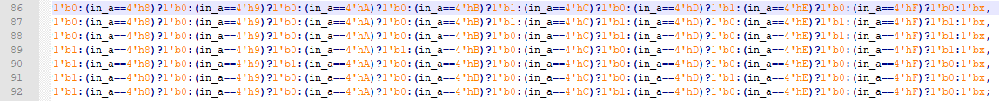 86 1'b0:(in_a==4'h8)?1'b0:(in_a==4'h9)?1'b0:(in_a==4'hA)?1'b0:(in_a==4'hB)?1'b1:(in_a==4'hC)?1'b0:(in_a==4'hD)?1'b1:(in_a==4'hE)?1'b1:(in_a==4'hF)?1'b0:1'bx,
87 1'b0:(in_a==4'h8)?1'b0:(in_a==4'h9)?1'b0:(in_a==4'hA)?1'b1:(in_a==4'hB)?1'b0:(in_a==4'hC)?1'b1:(in_a==4'hD)?1'b1:(in_a==4'hE)?1'b0:(in_a==4'hF)?1'b0:1'bx,
88 1'b0:(in_a==4'h8)?1'b0:(in_a==4'h9)?1'b0:(in_a==4'hA)?1'b0:(in_a==4'hB)?1'b0:(in_a==4'hC)?1'b0:(in_a==4'hD)?1'b0:(in_a==4'hE)?1'b0:(in_a==4'hF)?1'b1:1'bx,
89 1'b1:(in_a==4'h8)?1'b0:(in_a==4'h9)?1'b0:(in_a==4'hA)?1'b1:(in_a==4'hB)?1'b0:(in_a==4'hC)?1'b0:(in_a==4'hD)?1'b0:(in_a==4'hE)?1'b0:(in_a==4'hF)?1'b1:1'bx,
90 1'b1:(in_a==4'h8)?1'b0:(in_a==4'h9)?1'b0:(in_a==4'hA)?1'b0:(in_a==4'hB)?1'b0:(in_a==4'hC)?1'b0:(in_a==4'hD)?1'b0:(in_a==4'hE)?1'b0:(in_a==4'hF)?1'b0:1'bx,
91 1'b1:(in_a==4'h8)?1'b0:(in_a==4'h9)?1'b0:(in_a==4'hA)?1'b0:(in_a==4'hB)?1'b0:(in_a==4'hC)?1'b1:(in_a==4'hD)?1'b0:(in_a==4'hE)?1'b0:(in_a==4'hF)?1'b0:1'bx,
92 1'b1:(in_a==4'h8)?1'b0:(in_a==4'h9)?1'b0:(in_a==4'hA)?1'b0:(in_a==4'hB)?1'b0:(in_a==4'hC)?1'b1:(in_a==4'hD)?1'b0:(in_a==4'hE)?1'b0:(in_a==4'hF)?1'b0:1'bx;